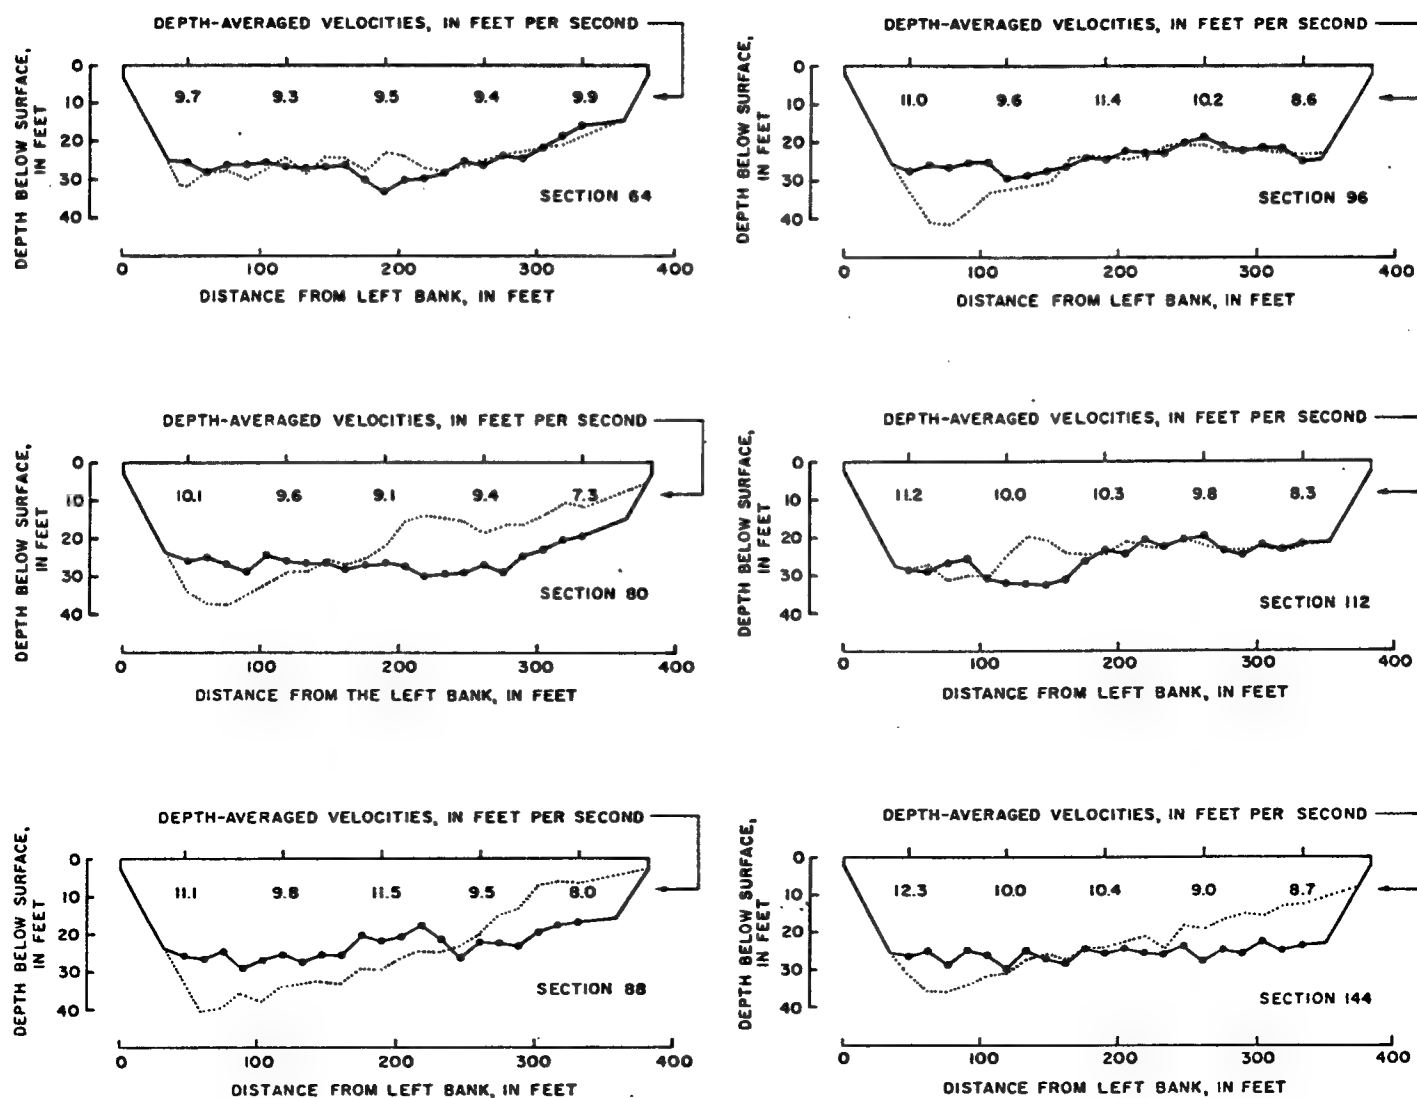 DEPTH-AVERAGED VELOCITIES, IN FEET PER SECOND
DEPTH BELOW SURFACE,
IN FEET
0
10
20
30
40
9.7 9.3 9.5 9.4 9.9
SECTION 64
0 100 200 300 400
DISTANCE FROM LEFT BANK, IN FEET
DEPTH-AVERAGED VELOCITIES, IN FEET PER SECOND
DEPTH BELOW SURFACE,
IN FEET
0
10
20
30
40
11.0 9.6 11.4 10.2 8.6
SECTION 96
0 100 200 300 400
DISTANCE FROM LEFT BANK, IN FEET
DEPTH-AVERAGED VELOCITIES, IN FEET PER SECOND
DEPTH BELOW SURFACE,
IN FEET
0
10
20
30
40
10.1 9.6 9.1 9.4 7.3
SECTION 80
0 100 200 300 400
DISTANCE FROM THE LEFT BANK, IN FEET
DEPTH-AVERAGED VELOCITIES, IN FEET PER SECOND
DEPTH BELOW SURFACE,
IN FEET
0
10
20
30
40
11.2 10.0 10.3 9.8 8.3
SECTION 112
0 100 200 300 400
DISTANCE FROM LEFT BANK, IN FEET
DEPTH-AVERAGED VELOCITIES, IN FEET PER SECOND
DEPTH BELOW SURFACE,
IN FEET
0
10
20
30
40
11.1 9.8 11.5 9.5 8.0
SECTION 88
0 100 200 300 400
DISTANCE FROM LEFT BANK, IN FEET
DEPTH-AVERAGED VELOCITIES, IN FEET PER SECOND
DEPTH BELOW SURFACE,
IN FEET
0
10
20
30
40
12.3 10.0 10.4 9.0 8.7
SECTION 144
0 100 200 300 400
DISTANCE FROM LEFT BANK, IN FEET